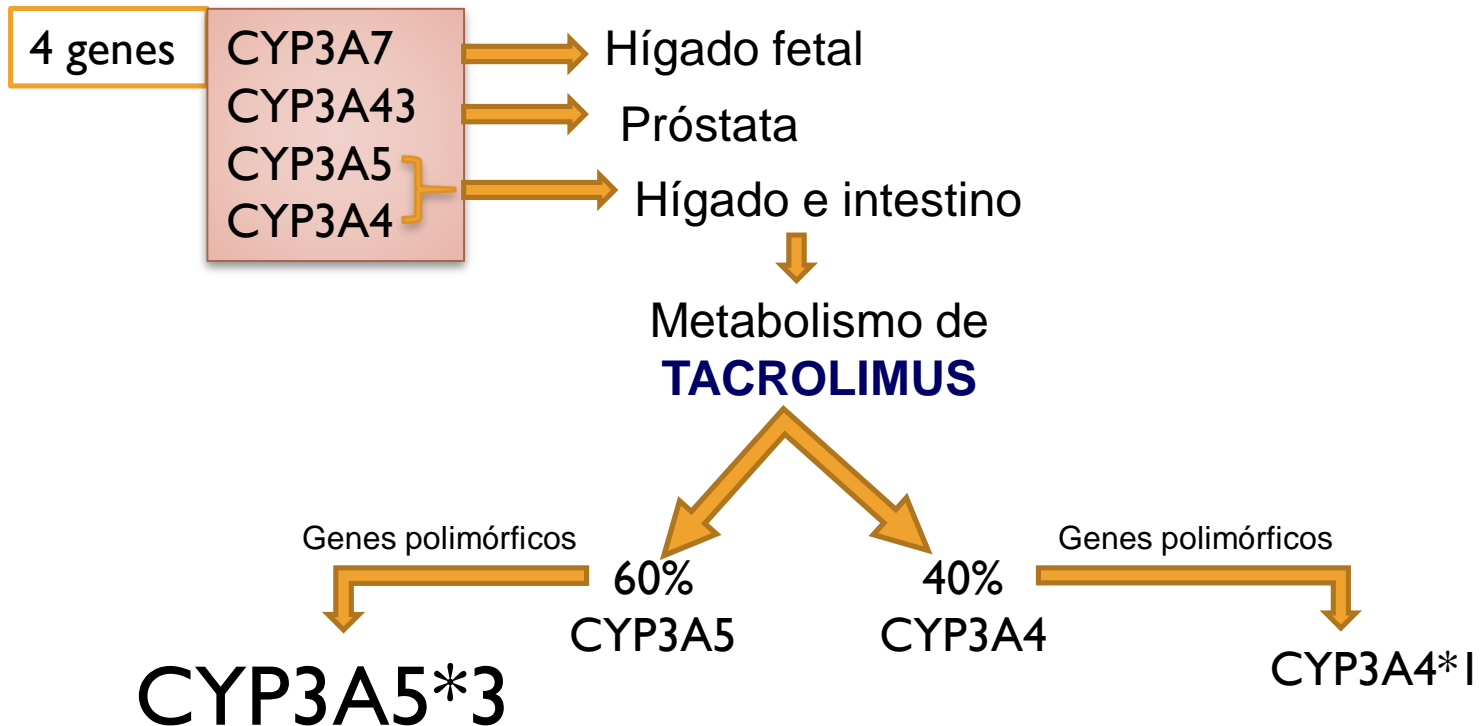 4 genes
CYP3A7
CYP3A43
CYP3A5
CYP3A4
Hígado fetal
Próstata
Hígado e intestino
Metabolismo de
TACROLIMUS
Genes polimórficos
Genes polimórficos
60%
CYP3A5
40%
CYP3A4
CYP3A5*3
CYP3A4*1